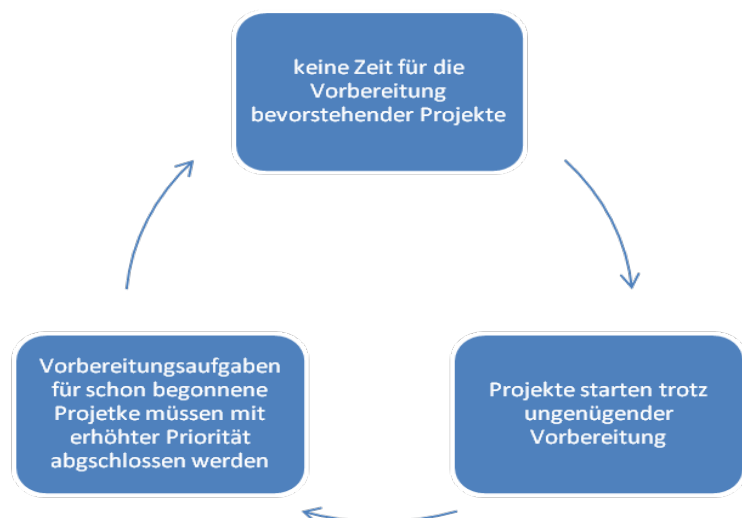 keine Zeit für die
Vorbereitung
bevorstehender Projekte
Projekte starten trotz
ungenügender
Vorbereitung
Vorbereitungsaufgaben
für schon begonnene
Projetke müssen mit
erhöhter Priorität
abgschlossen werden